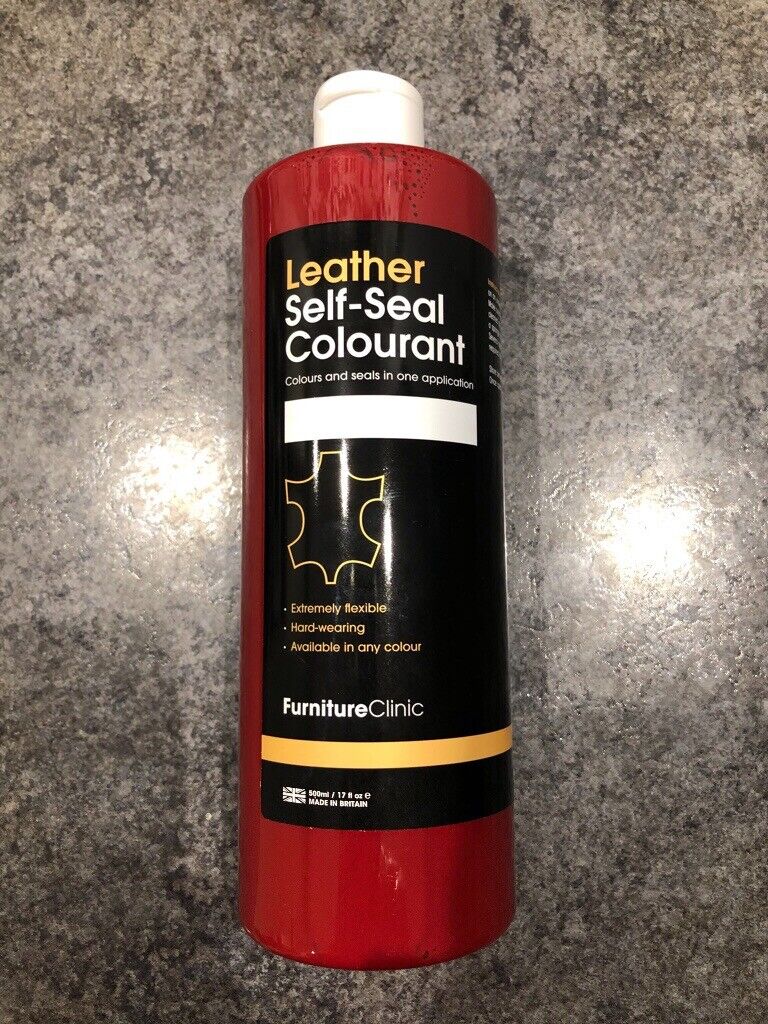 Leather
Self-Seal
Colourant
Colours and seals in one application
· Extremely flexible
· Hard-wearing
· Available in any colour
FurnitureClinic
500ml / 17 fl oz e
MADE IN BRITAIN